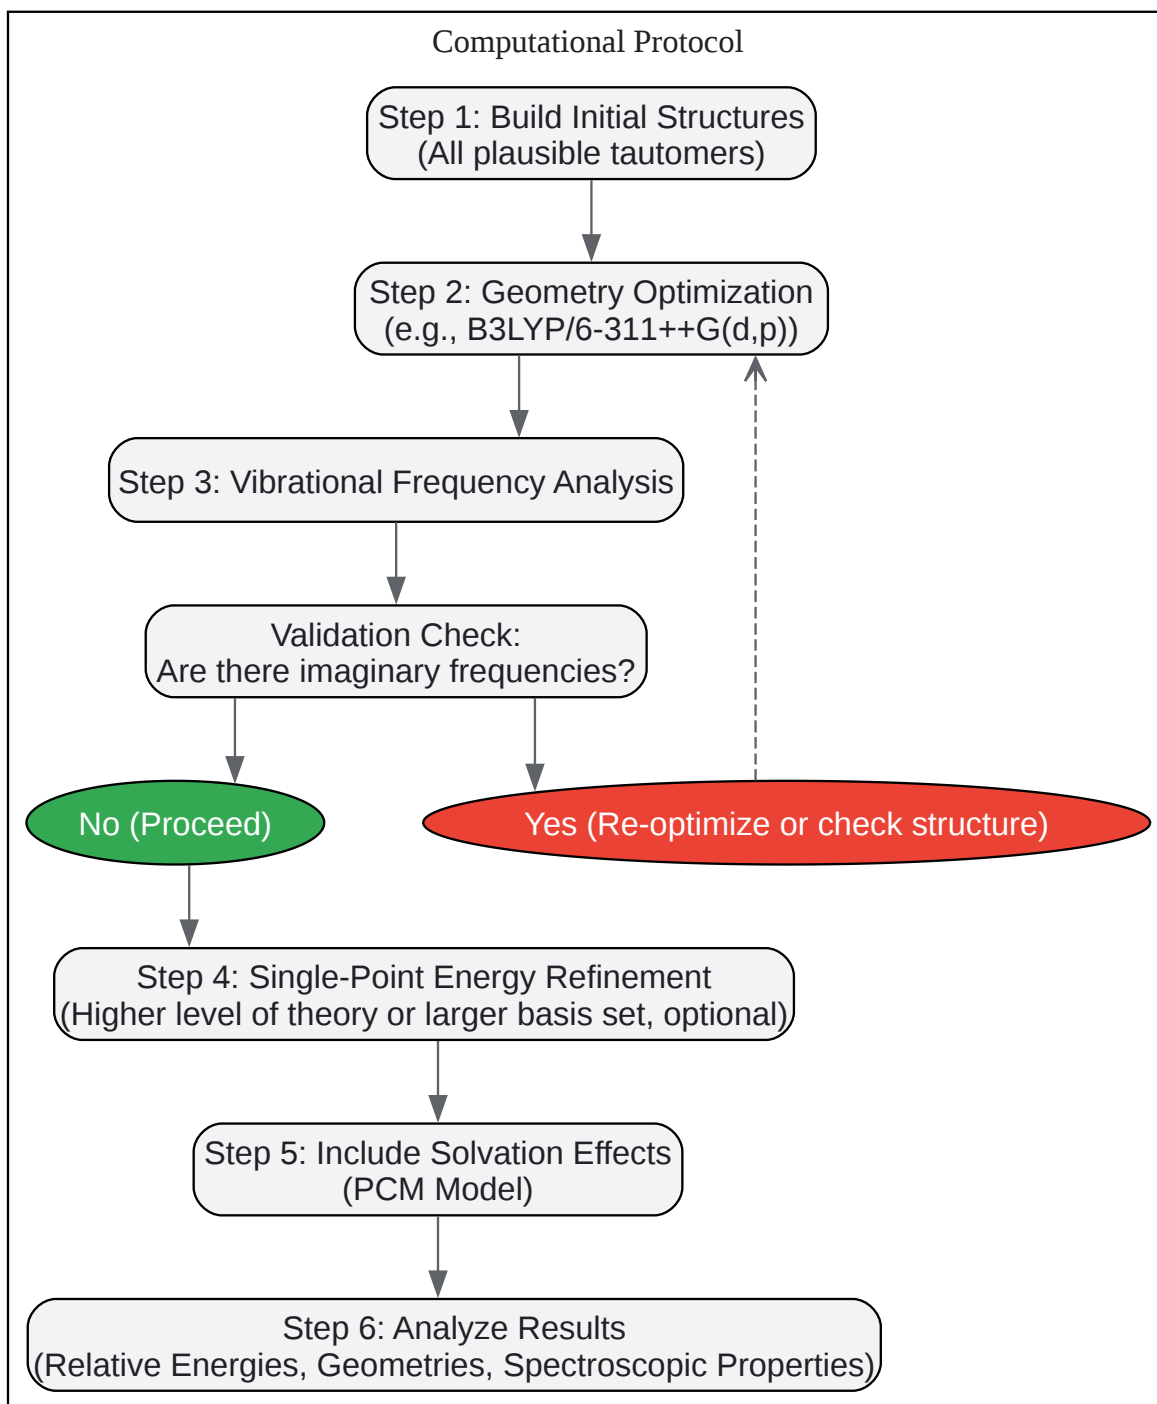 Computational Protocol
Step 1: Build Initial Structures
(All plausible tautomers)
Step 2: Geometry Optimization
(e.g., B3LYP/6-311++G(d,p))
Step 3: Vibrational Frequency Analysis
Validation Check:
Are there imaginary frequencies?
No (Proceed)
Yes (Re-optimize or check structure)
Step 4: Single-Point Energy Refinement
(Higher level of theory or larger basis set, optional)
Step 5: Include Solvation Effects
(PCM Model)
Step 6: Analyze Results
(Relative Energies, Geometries, Spectroscopic Properties)